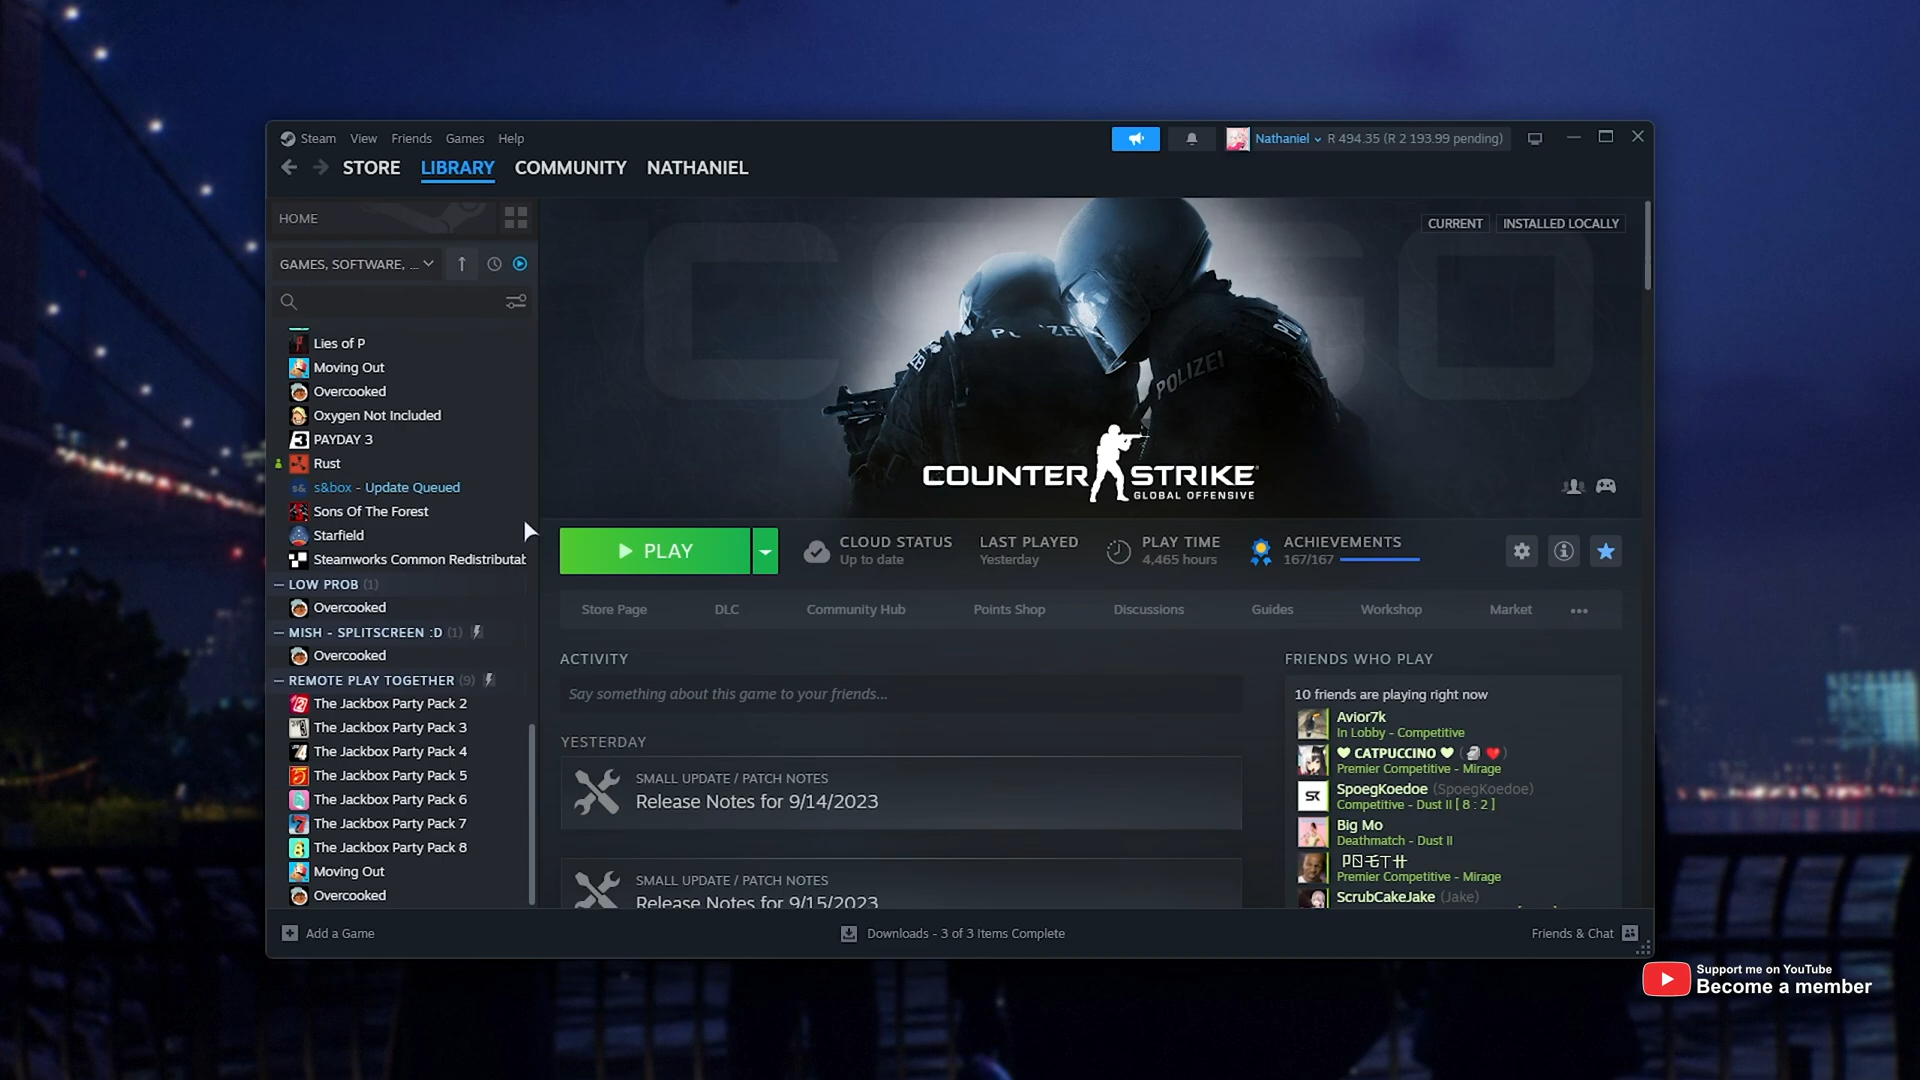 Steam View Friends Games Help
Nathaniel R 494.35 (R 2 193.99 pending)
STORE LIBRARY COMMUNITY NATHANIEL
HOME
GAMES, SOFTWARE, ...
Lies of P
Moving Out
Overcooked
Oxygen Not Included
PAYDAY 3
Rust
s&box - Update Queued
Sons Of The Forest
Starfield
Steamworks Common Redistributab
LOW PROB (1)
Overcooked
MISH - SPLITSCREEN :D (1)
Overcooked
REMOTE PLAY TOGETHER (9)
The Jackbox Party Pack 2
The Jackbox Party Pack 3
The Jackbox Party Pack 4
The Jackbox Party Pack 5
The Jackbox Party Pack 6
The Jackbox Party Pack 7
The Jackbox Party Pack 8
Moving Out
Overcooked
CURRENT INSTALLED LOCALLY
POLIZEI
COUNTER STRIKE
GLOBAL OFFENSIVE
PLAY
CLOUD STATUS
Up to date
LAST PLAYED
Yesterday
PLAY TIME
4,465 hours
ACHIEVEMENTS
167/167
Store Page DLC Community Hub Points Shop Discussions Guides Workshop Market
ACTIVITY
Say something about this game to your friends...
YESTERDAY
SMALL UPDATE / PATCH NOTES
Release Notes for 9/14/2023
SMALL UPDATE / PATCH NOTES
Release Notes for 9/15/2023
FRIENDS WHO PLAY
10 friends are playing right now
Avior7k
In Lobby - Competitive
CATPUCCINO
Premier Competitive - Mirage
SpoegKoedoe (SpoegKoedoe)
Competitive - Dust II [ 8 : 2 ]
Big Mo
Deathmatch - Dust II
Premier Competitive - Mirage
ScrubCakeJake (Jake)
Add a Game
Downloads - 3 of 3 Items Complete
Friends & Chat
Support me on YouTube
Become a member